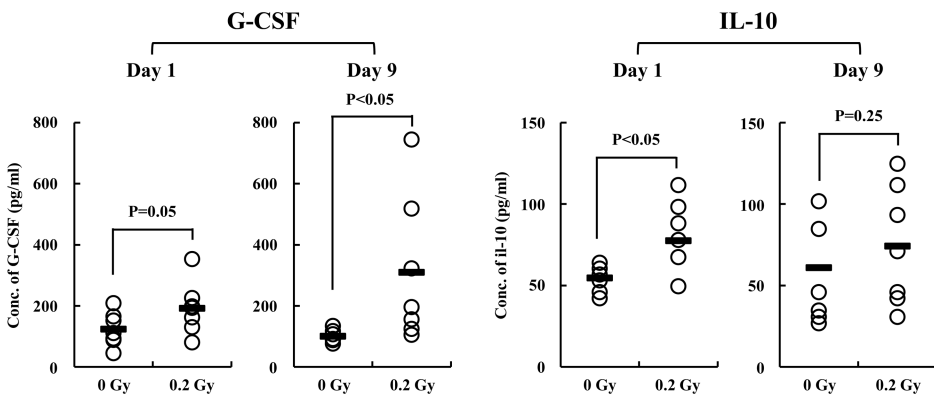 G-CSF
IL-10
Day 1
Day 9
Day 1
Day 9
Conc. of G-CSF (pg/ml)
800
600
400
200
0
P=0.05
0 Gy
0.2 Gy
800
600
400
200
0
P<0.05
0 Gy
0.2 Gy
Conc. of il-10 (pg/ml)
150
100
50
0
P<0.05
0 Gy
0.2 Gy
150
100
50
0
P=0.25
0 Gy
0.2 Gy